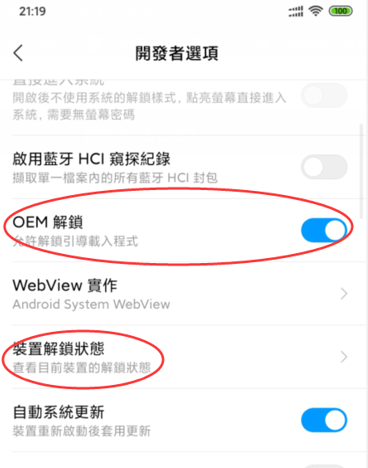 21:19
100
開發者選項
直接進入系統
開啟後不使用系統的解鎖樣式，點亮螢幕直接進入
系統，需要無螢幕密碼
啟用藍牙 HCI 窺探紀錄
擷取單一檔案內的所有藍牙 HCI 封包
OEM 解鎖
允許解鎖引導載入程式
WebView 實作
Android System WebView
裝置解鎖狀態
查看目前裝置的解鎖狀態
自動系統更新
裝置重新啟動後套用更新